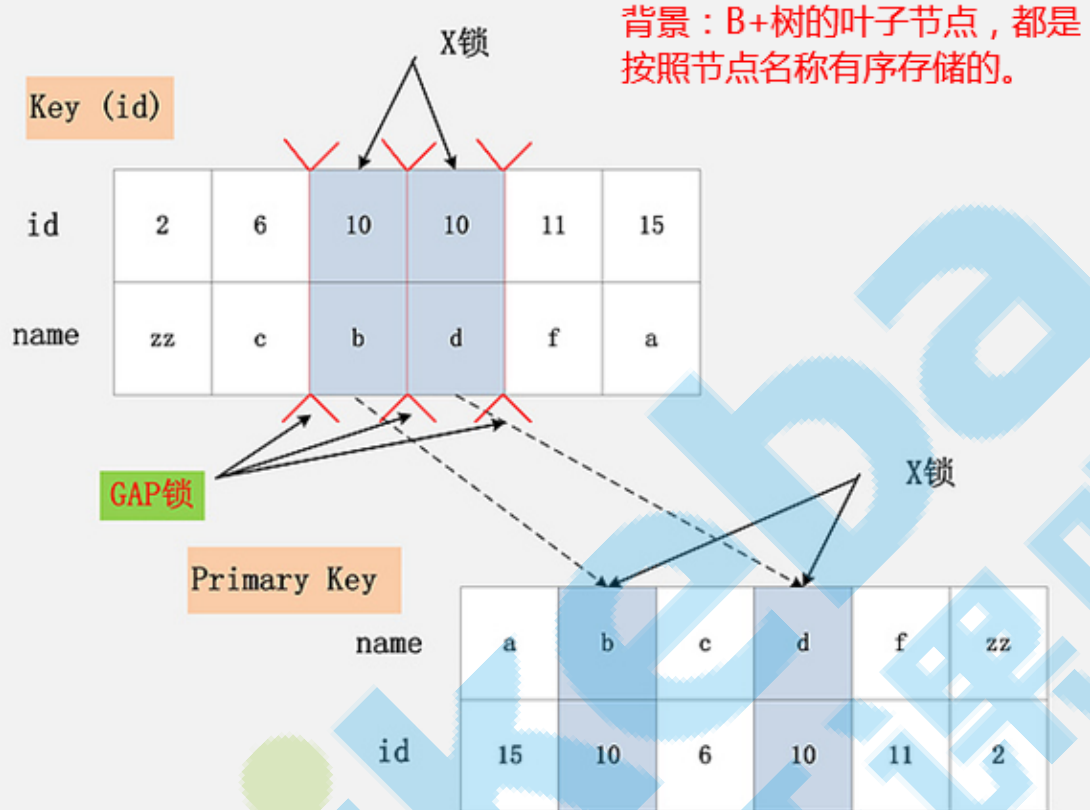 背景：B+树的叶子节点，都是
按照节点名称有序存储的。
X锁
Key (id)
id 2 6 10 10 11 15
name zz c b d f a
GAP锁
X锁
Primary Key
name a b c d f zz
id 15 10 6 10 11 2